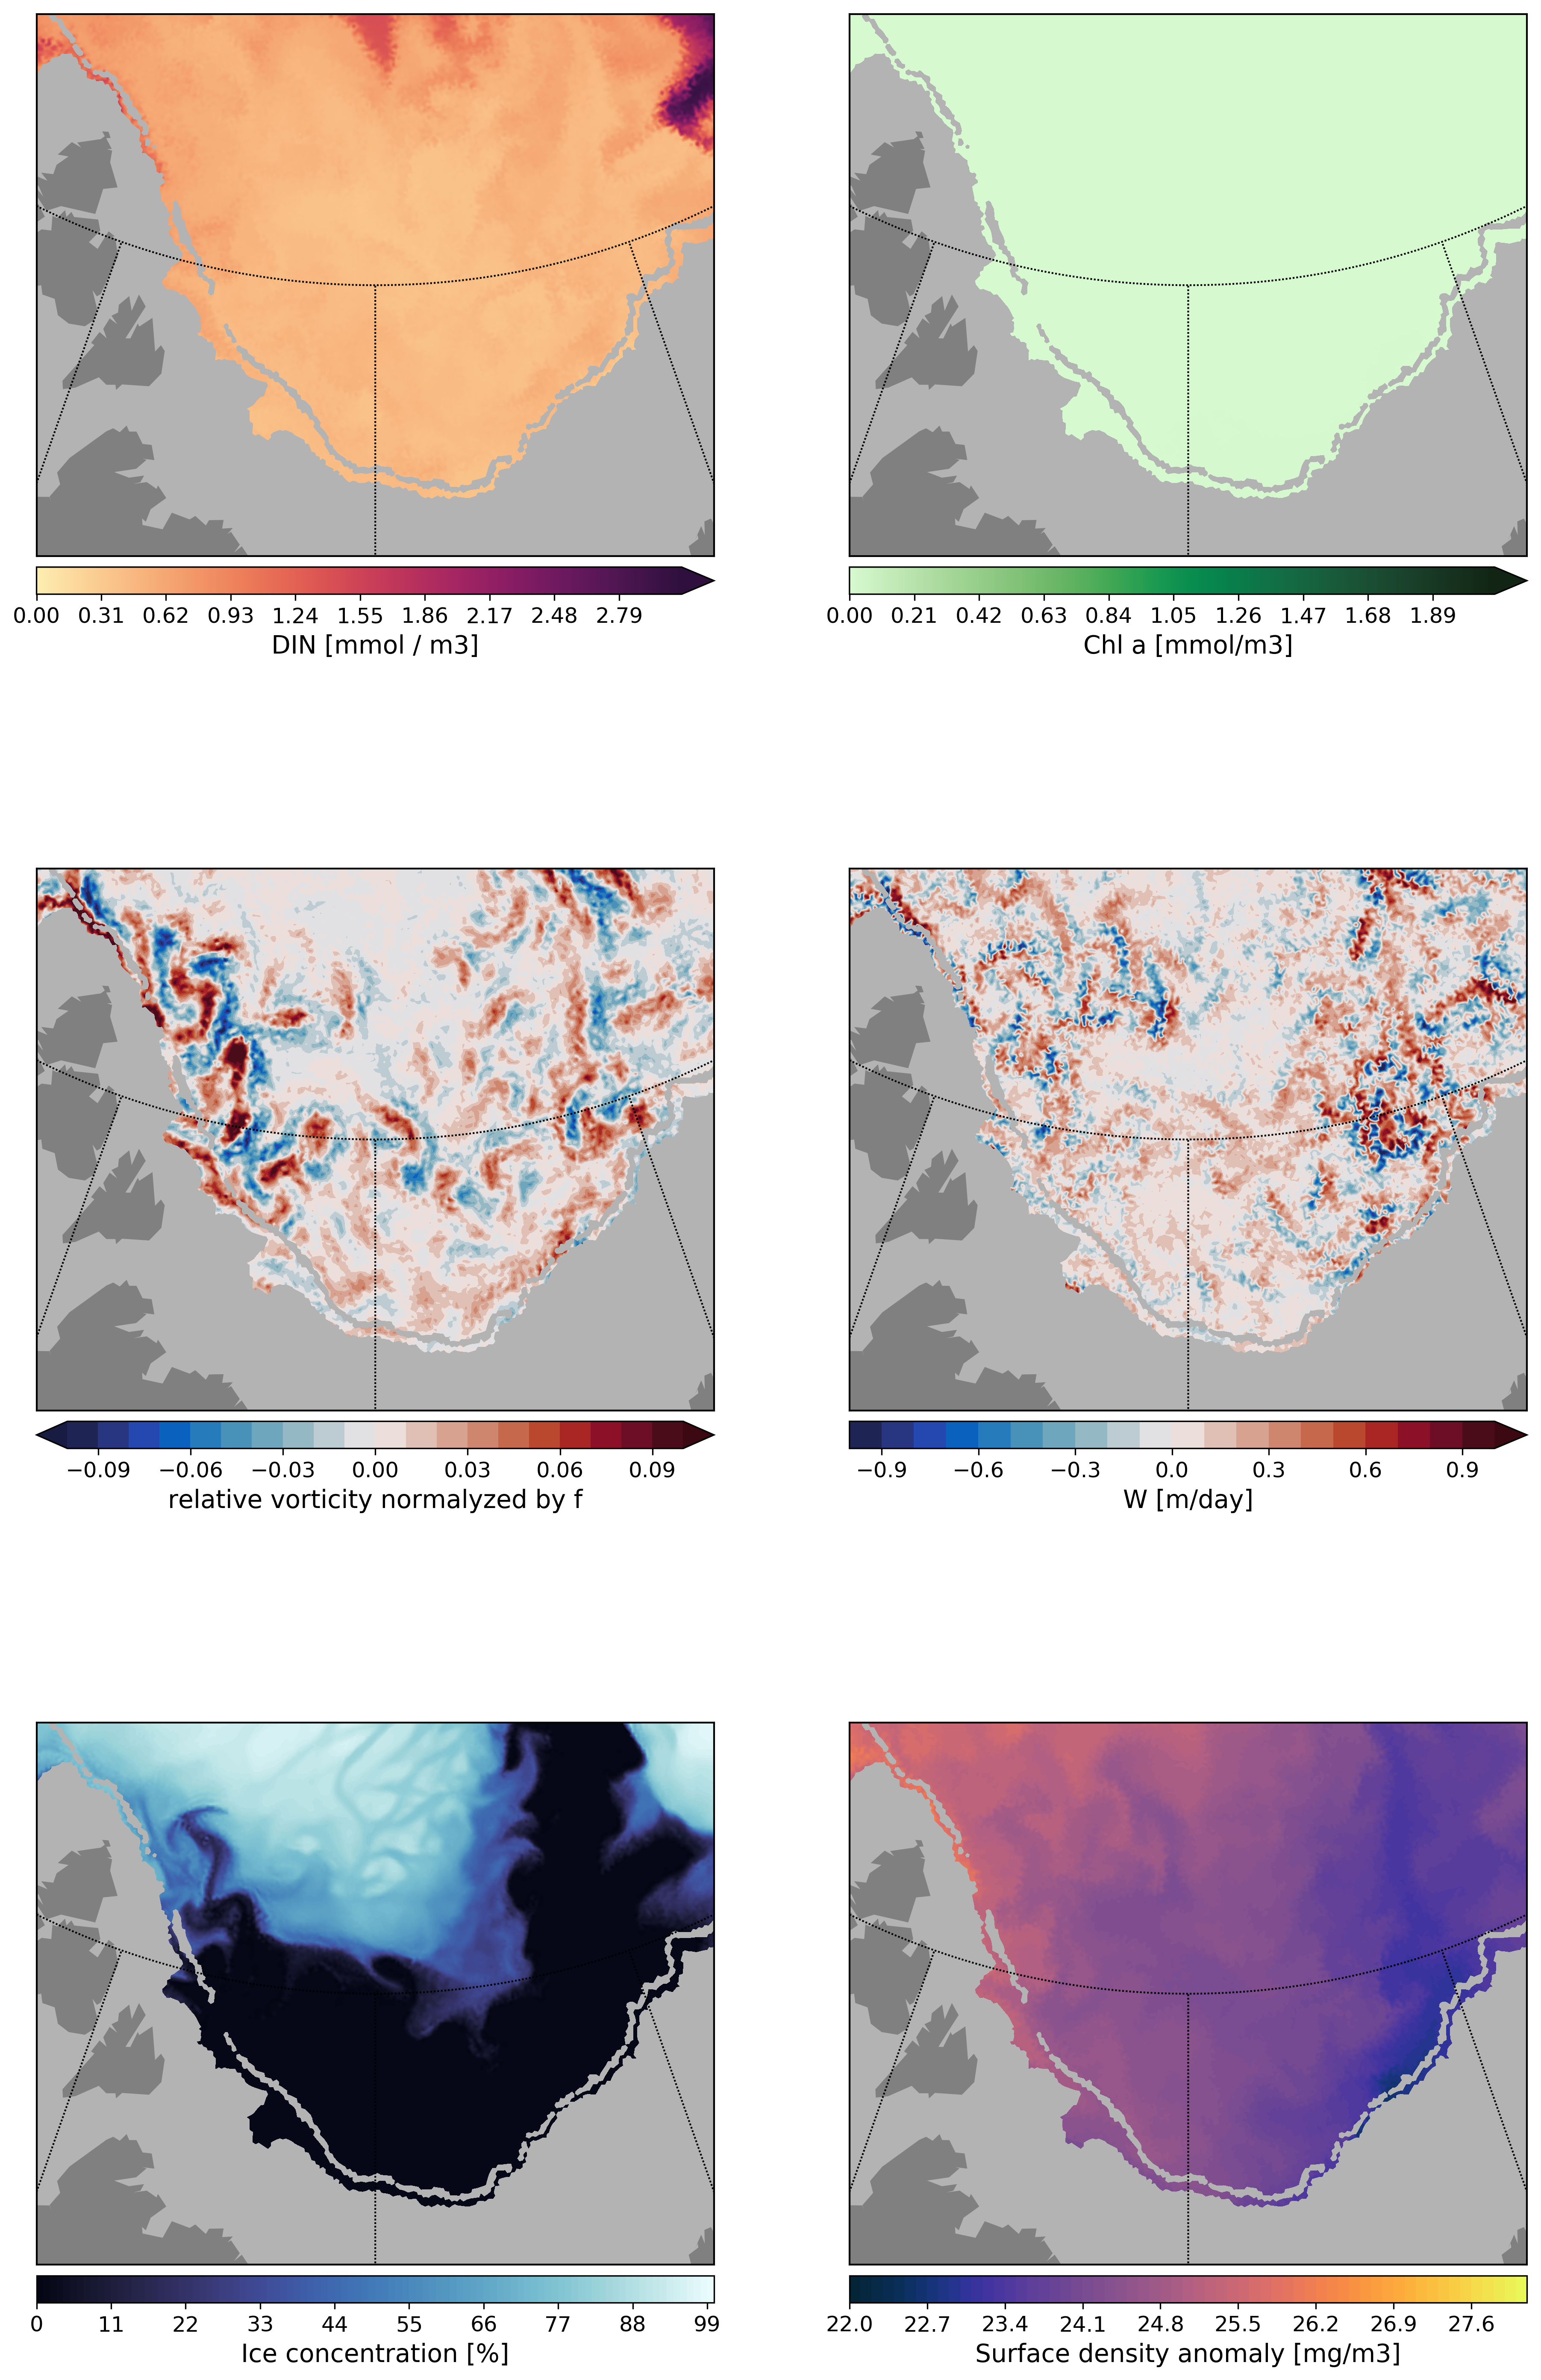 0.00 0.31 0.62 0.93 1.24 1.55 1.86 2.17 2.48 2.79
DIN [mmol / m3]
0.00 0.21 0.42 0.63 0.84 1.05 1.26 1.47 1.68 1.89
Chl a [mmol/m3]
−0.09 −0.06 −0.03 0.00 0.03 0.06 0.09
relative vorticity normalyzed by f
−0.9 −0.6 −0.3 0.0 0.3 0.6 0.9
W [m/day]
0 11 22 33 44 55 66 77 88 99
Ice concentration [%]
22.0 22.7 23.4 24.1 24.8 25.5 26.2 26.9 27.6
Surface density anomaly [mg/m3]